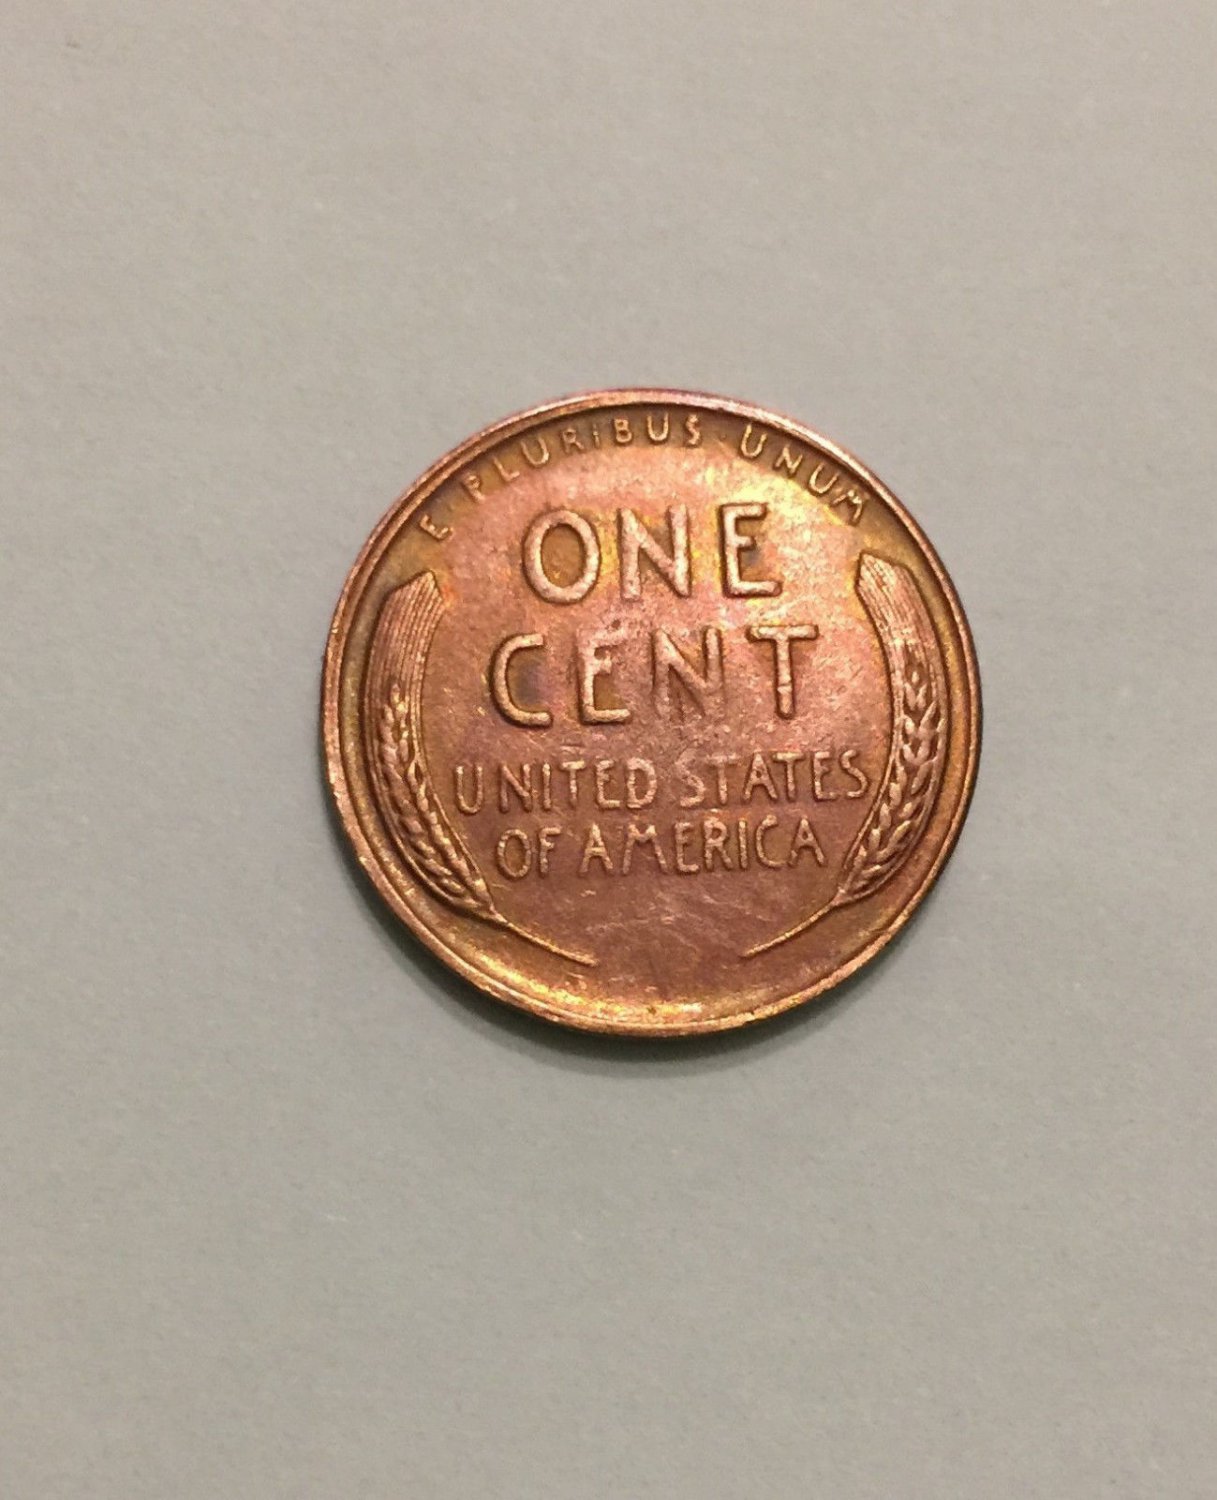 E·PLURIBUS·UNUM
ONE
CENT
UNITED STATES
OF AMERICA